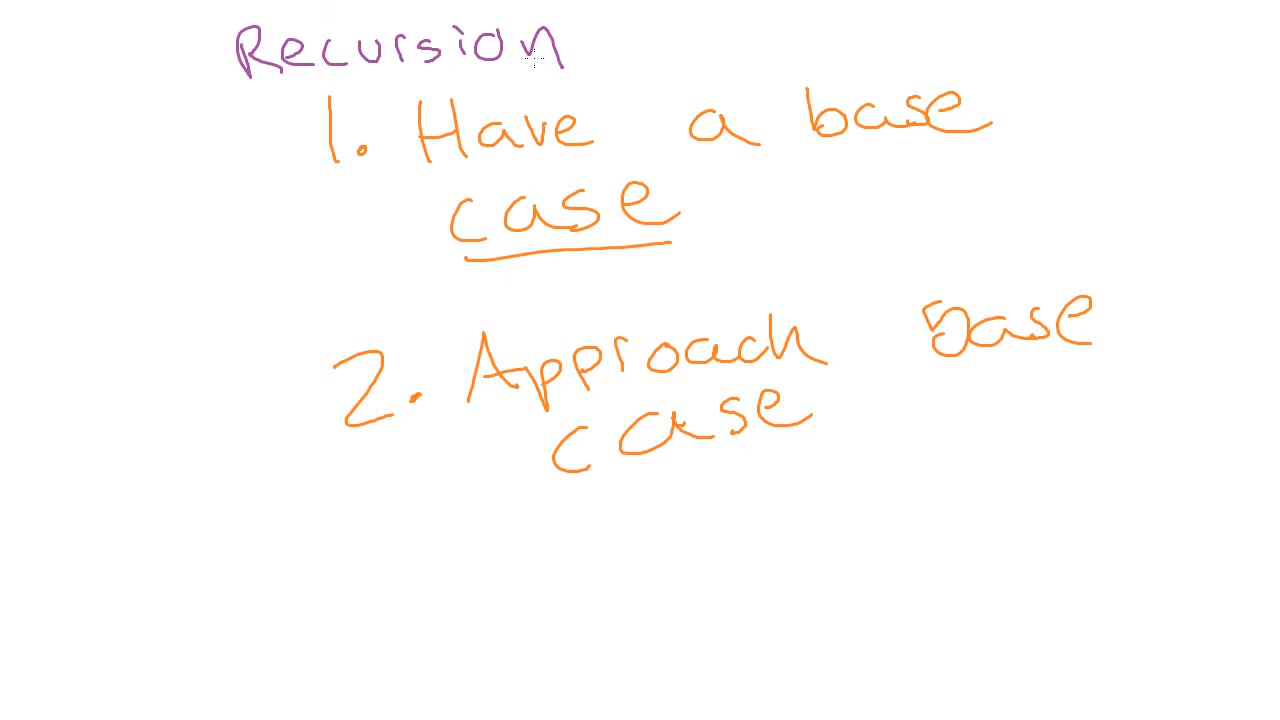 Recursion
1. Have a base
case
2. Approach base
case